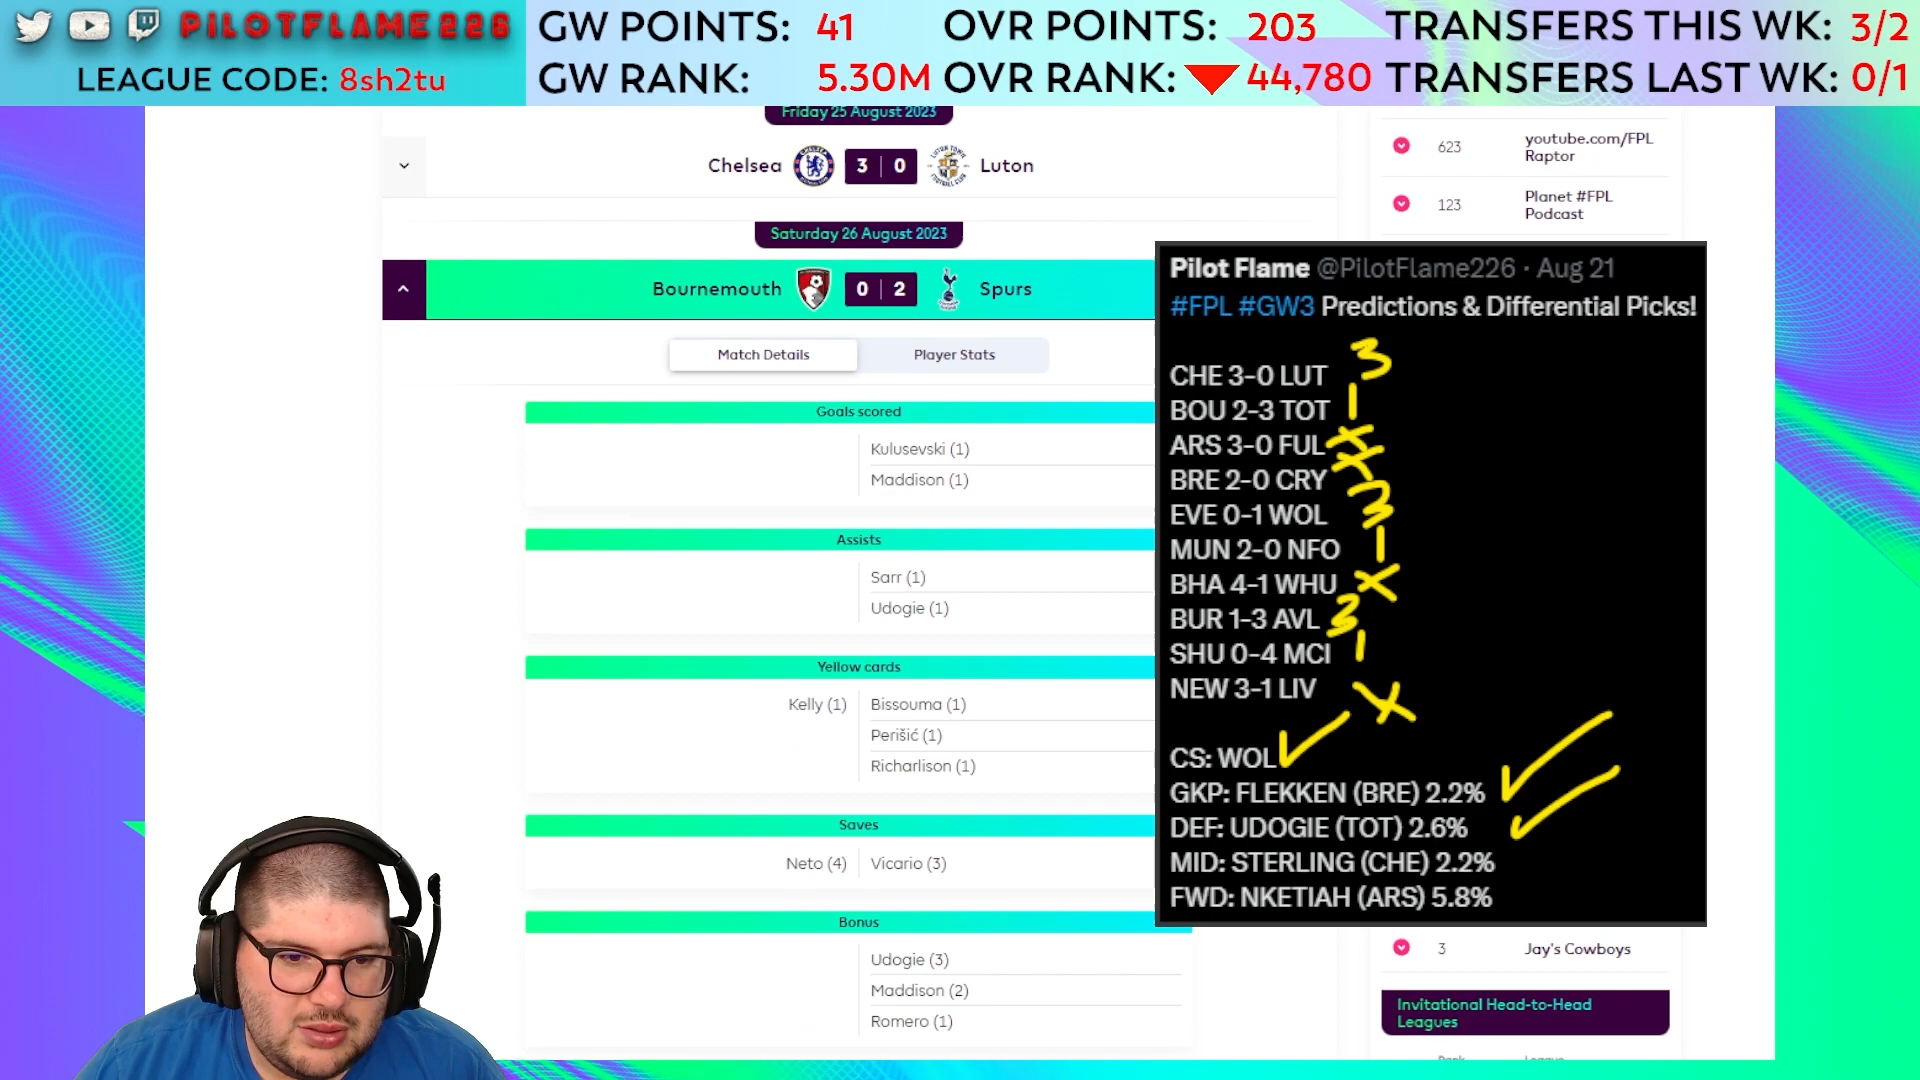 PILOTFLAME226
LEAGUE CODE: 8sh2tu
GW POINTS: 41
GW RANK: 5.30M
OVR POINTS: 203
OVR RANK: 44,780
TRANSFERS THIS WK: 3/2
TRANSFERS LAST WK: 0/1
Friday 25 August 2023
Chelsea 3 | 0 Luton
Saturday 26 August 2023
Bournemouth 0 | 2 Spurs
Match Details Player Stats
Goals scored
Kulusevski (1)
Maddison (1)
Assists
Sarr (1)
Udogie (1)
Yellow cards
Kelly (1) Bissouma (1)
Perišić (1)
Richarlison (1)
Saves
Neto (4) Vicario (3)
Bonus
Udogie (3)
Maddison (2)
Romero (1)
623 youtube.com/FPL
Raptor
123 Planet #FPL
Podcast
Pilot Flame @PilotFlame226 · Aug 21
#FPL #GW3 Predictions & Differential Picks!
CHE 3-0 LUT 3
BOU 2-3 TOT 1
ARS 3-0 FUL X
BRE 2-0 CRY X
EVE 0-1 WOL 3
MUN 2-0 NFO 1
BHA 4-1 WHU X
BUR 1-3 AVL 3
SHU 0-4 MCI 1
NEW 3-1 LIV X
CS: WOL
GKP: FLEKKEN (BRE) 2.2%
DEF: UDOGIE (TOT) 2.6%
MID: STERLING (CHE) 2.2%
FWD: NKETIAH (ARS) 5.8%
3 Jay's Cowboys
Invitational Head-to-Head
Leagues